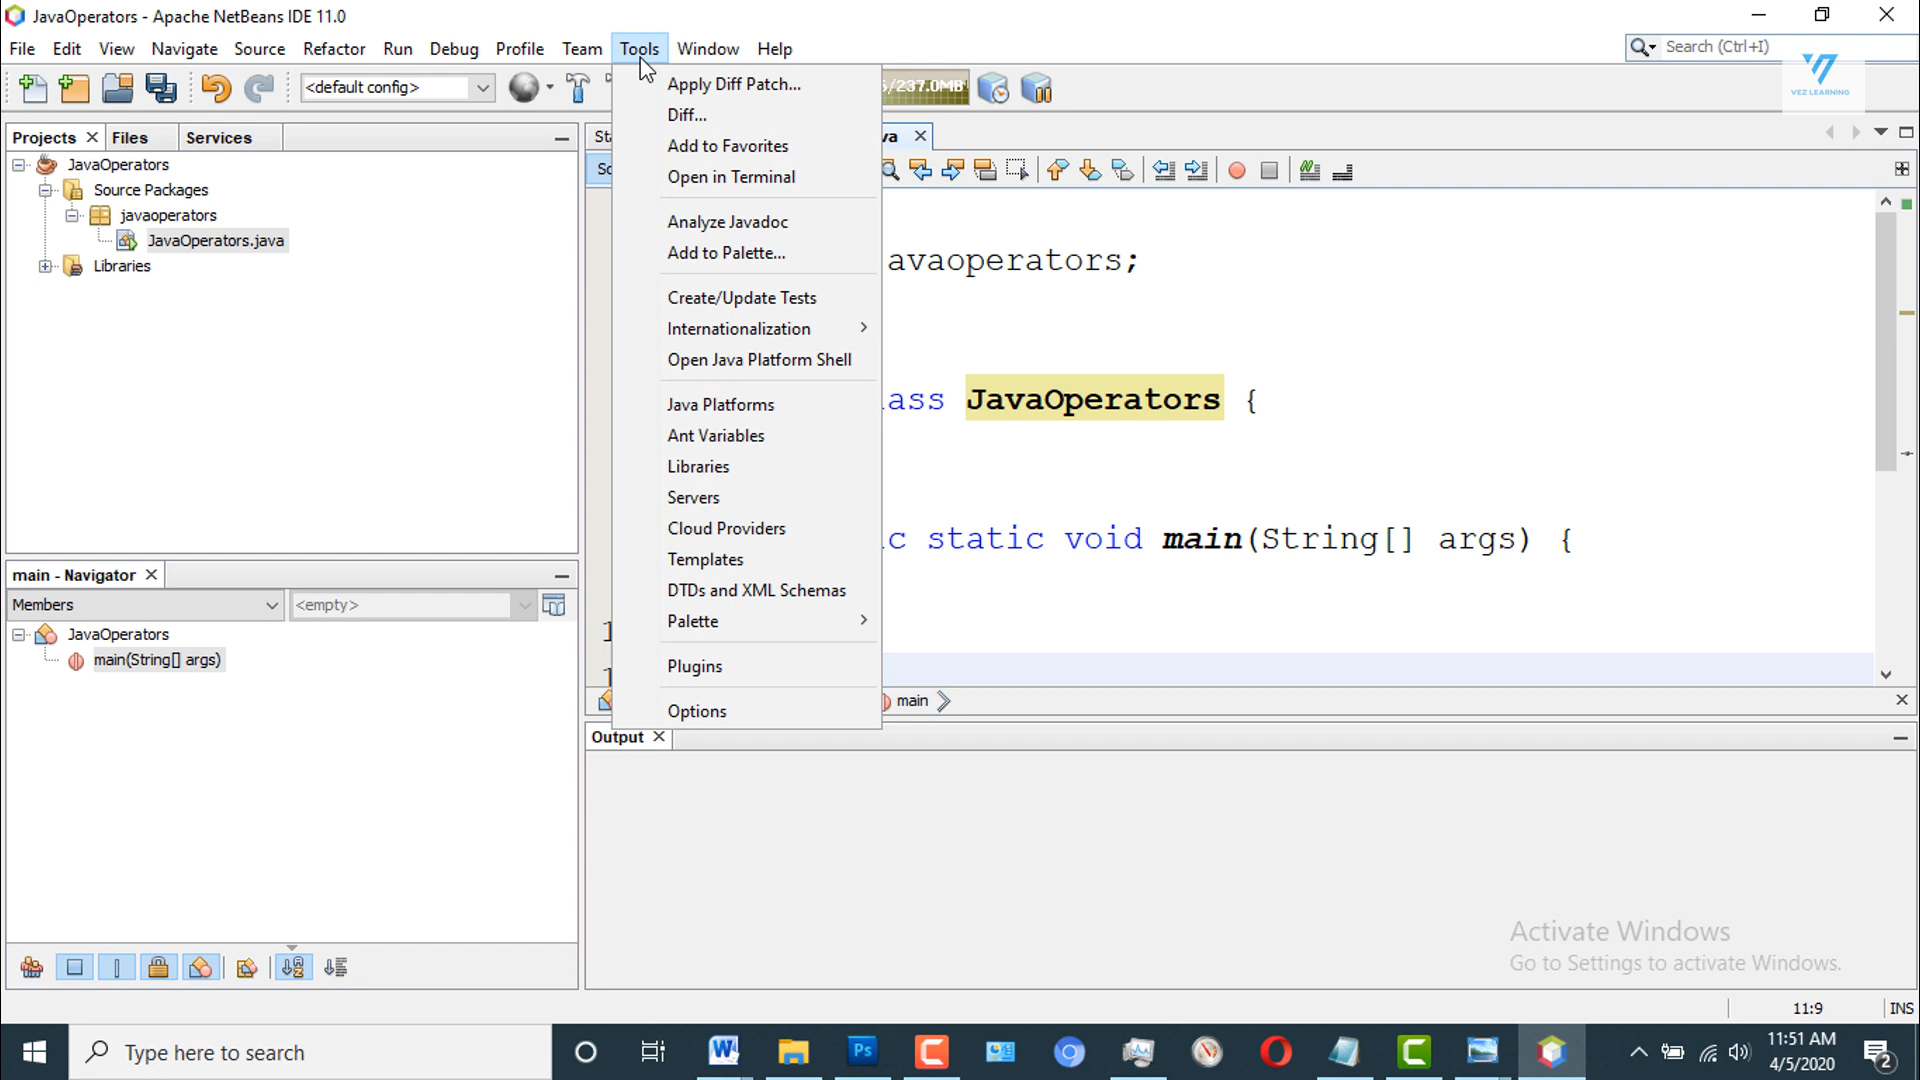 JavaOperators - Apache NetBeans IDE 11.0
File Edit View Navigate Source Refactor Run Debug Profile Team Tools Window Help
Search (Ctrl+I)
<default config>
/237.0MB
VEZ LEARNING
Projects Files Services
JavaOperators
Source Packages
javaoperators
JavaOperators.java
Libraries
main - Navigator
Members
<empty>
JavaOperators
main(String[] args)
Apply Diff Patch...
Diff...
Add to Favorites
Open in Terminal
Analyze Javadoc
Add to Palette...
Create/Update Tests
Internationalization
Open Java Platform Shell
Java Platforms
Ant Variables
Libraries
Servers
Cloud Providers
Templates
DTDs and XML Schemas
Palette
Plugins
Options
avaoperators;
ass JavaOperators {
c static void main(String[] args) {
main
Output
Activate Windows
Go to Settings to activate Windows.
11:9 INS
Type here to search
11:51 AM
4/5/2020
2